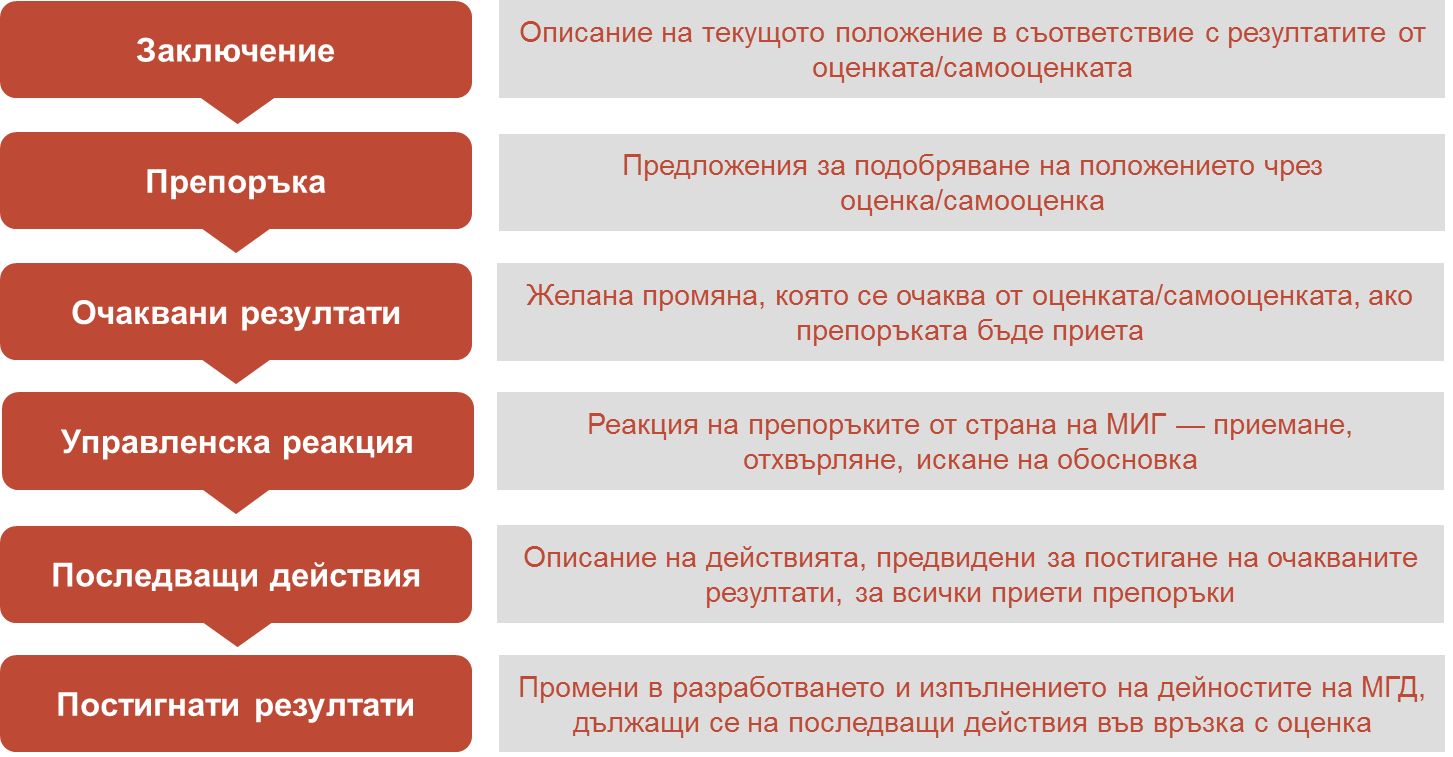 Заключение
Описание на текущото положение в съответствие с резултатите от
оценката/самооценката
Препоръка
Предложения за подобряване на положението чрез
оценка/самооценка
Очаквани резултати
Желана промяна, която се очаква от оценката/самооценката, ако
препоръката бъде приета
Управленска реакция
Реакция на препоръките от страна на МИГ — приемане,
отхвърляне, искане на обосновка
Последващи действия
Описание на действията, предвидени за постигане на очакваните
резултати, за всички приети препоръки
Постигнати резултати
Промени в разработването и изпълнението на дейностите на МГД,
дължащи се на последващи действия във връзка с оценка